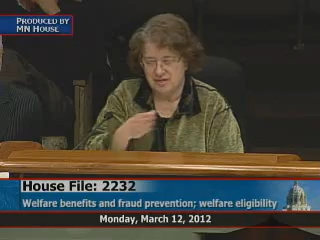 PRODUCED BY
MN HOUSE
House File: 2232
Welfare benefits and fraud prevention; welfare eligibility
Monday, March 12, 2012